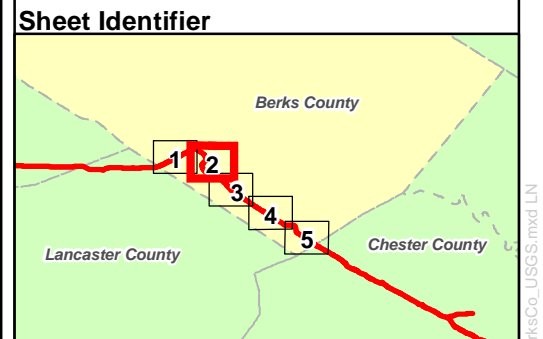 Sheet Identifier
Berks County
1
2
3
4
5
Lancaster County
Chester County
rksCo_USGS.mxd LN